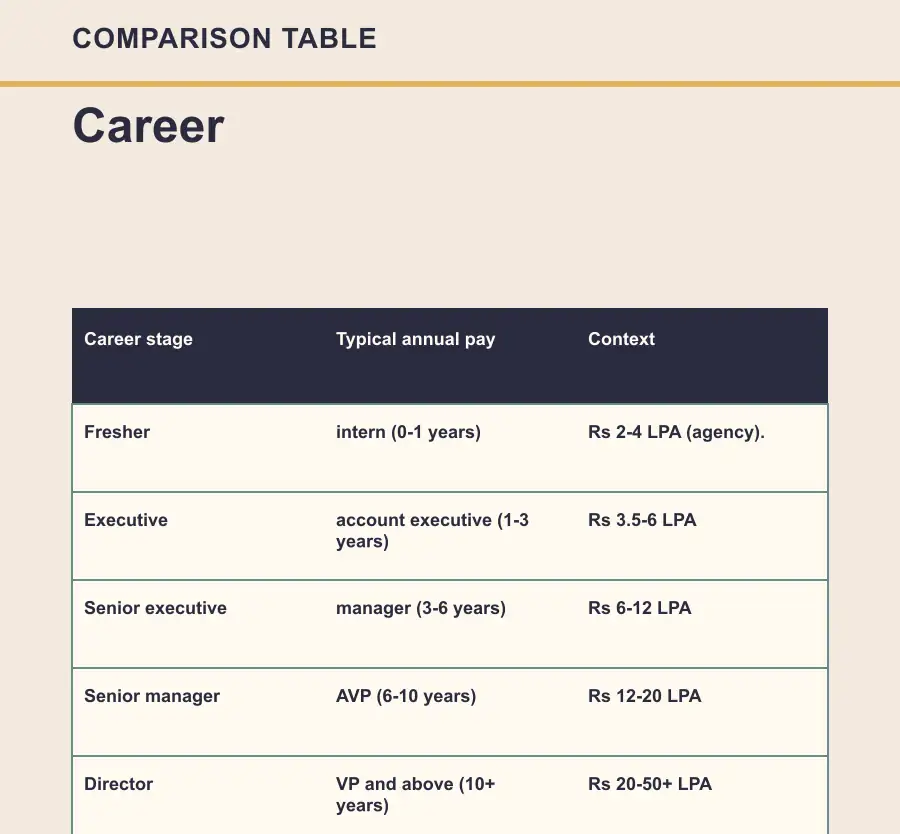 COMPARISON TABLE
Career
Career stage Typical annual pay Context
Fresher intern (0-1 years) Rs 2-4 LPA (agency).
Executive account executive (1-3 years) Rs 3.5-6 LPA
Senior executive manager (3-6 years) Rs 6-12 LPA
Senior manager AVP (6-10 years) Rs 12-20 LPA
Director VP and above (10+ years) Rs 20-50+ LPA